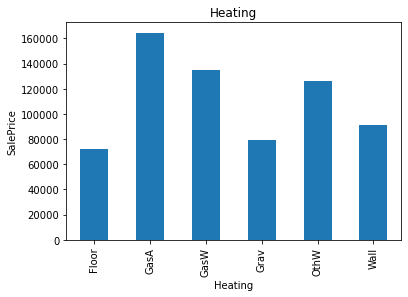 Heating
160000
140000
120000
100000
80000
60000
40000
20000
0
SalePrice
Floor
GasA
GasW
Grav
OthW
Wall
Heating